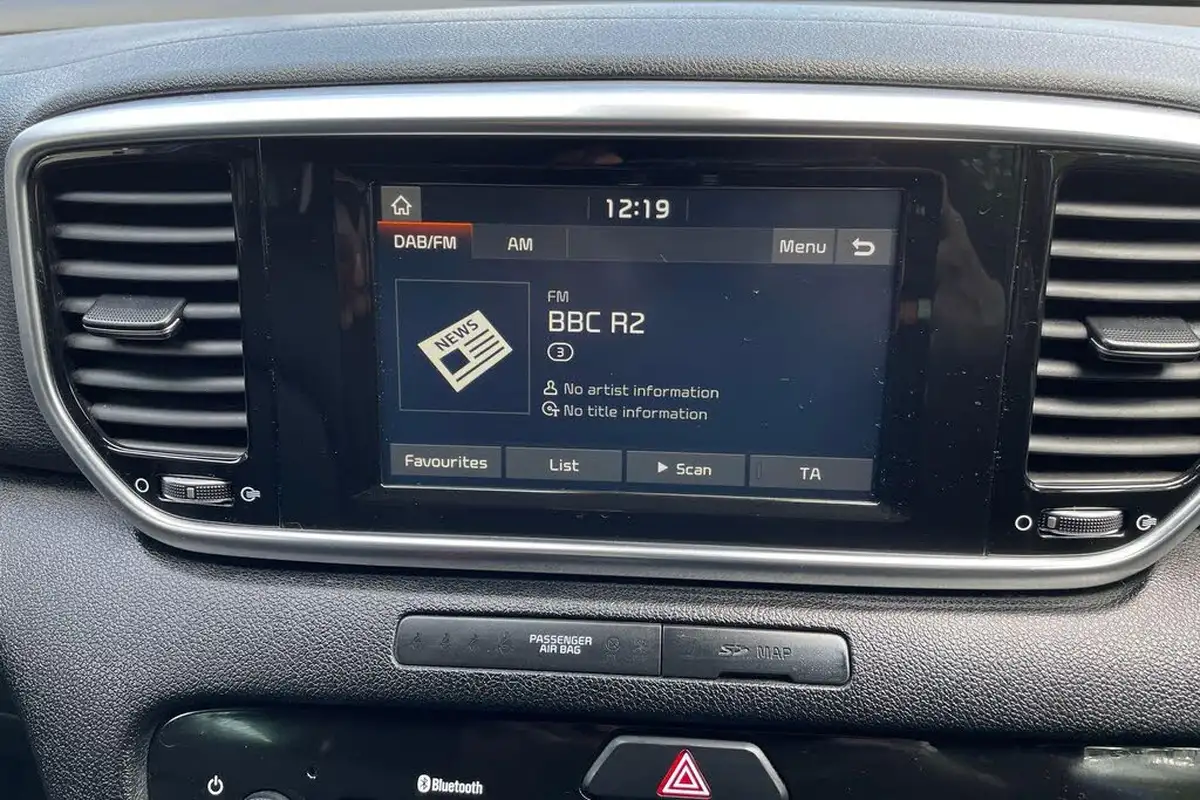 12:19
DAB/FM
AM
Menu
NEWS
FM
BBC R2
3
No artist information
No title information
Favourites
List
Scan
TA
PASSENGER
AIR BAG
SD MAP
Bluetooth